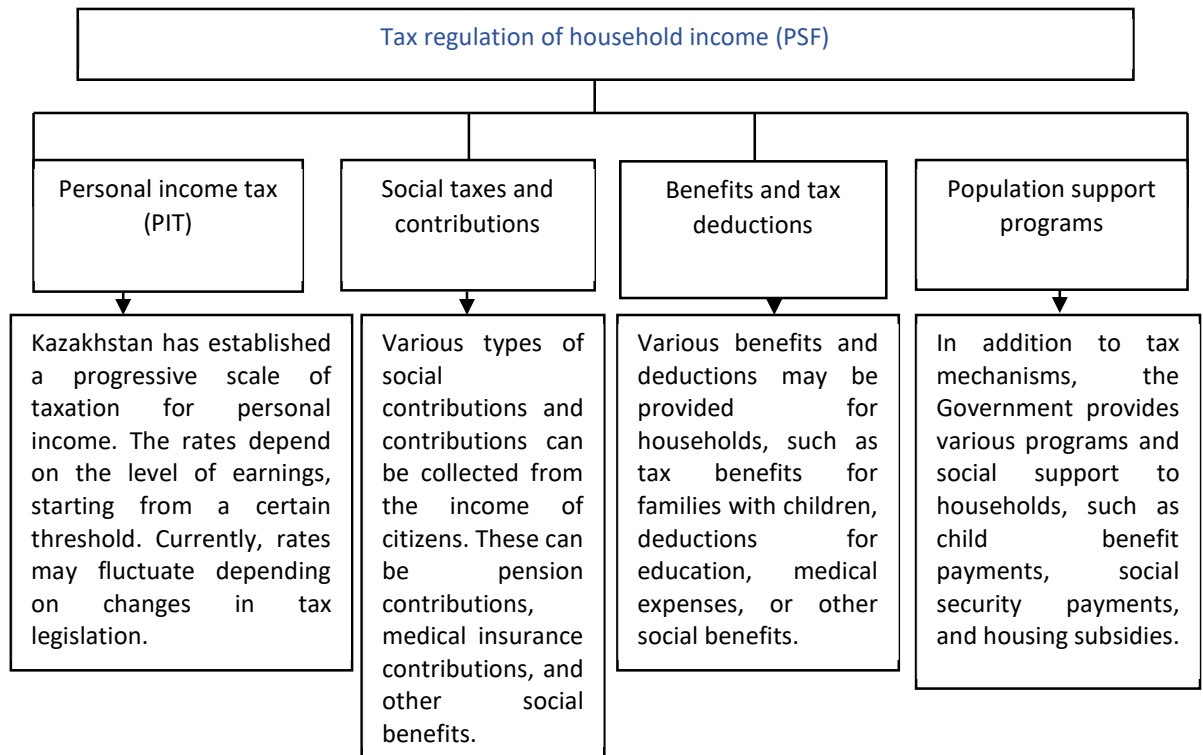 Tax regulation of household income (PSF)
Personal income tax
(PIT)
Social taxes and
contributions
Benefits and tax
deductions
Population support
programs
Kazakhstan has established
a progressive scale of
taxation for personal
income. The rates depend
on the level of earnings,
starting from a certain
threshold. Currently, rates
may fluctuate depending
on changes in tax
legislation.
Various types of
social
contributions and
contributions can
be collected from
the income of
citizens. These can
be pension
contributions,
medical insurance
contributions, and
other social
benefits.
Various benefits and
deductions may be
provided for
households, such as
tax benefits for
families with children,
deductions for
education, medical
expenses, or other
social benefits.
In addition to tax
mechanisms, the
Government provides
various programs and
social support to
households, such as
child benefit
payments, social
security payments,
and housing subsidies.